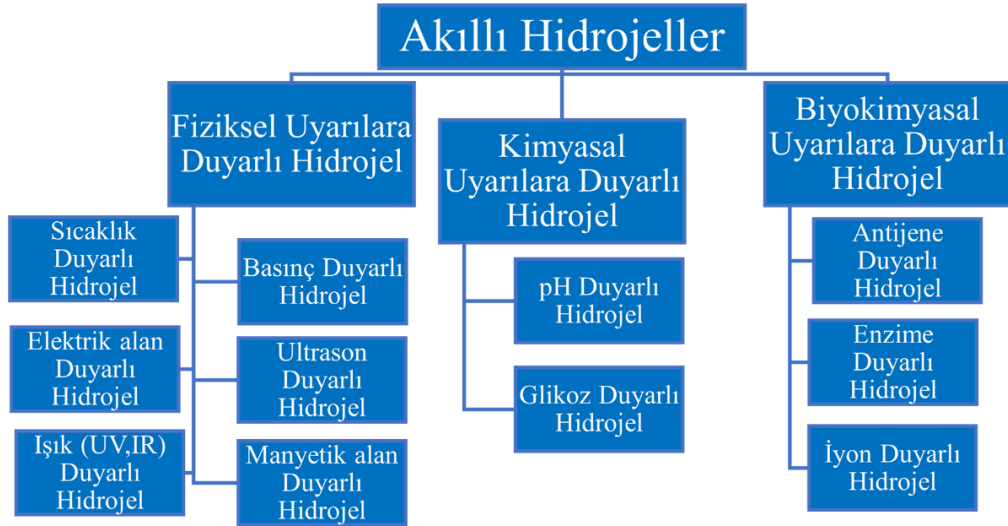 Akıllı Hidrojeller
Fiziksel Uyarılara
Duyarlı Hidrojel
Sıcaklık
Duyarlı
Hidrojel
Basınç Duyarlı
Hidrojel
Elektrik alan
Duyarlı
Hidrojel
Ultrason
Duyarlı
Hidrojel
Işık (UV,IR)
Duyarlı
Hidrojel
Manyetik alan
Duyarlı
Hidrojel
Kimyasal
Uyarılara Duyarlı
Hidrojel
pH Duyarlı
Hidrojel
Glikoz Duyarlı
Hidrojel
Biyokimyasal
Uyarılara Duyarlı
Hidrojel
Antijene
Duyarlı
Hidrojel
Enzime
Duyarlı
Hidrojel
İyon Duyarlı
Hidrojel